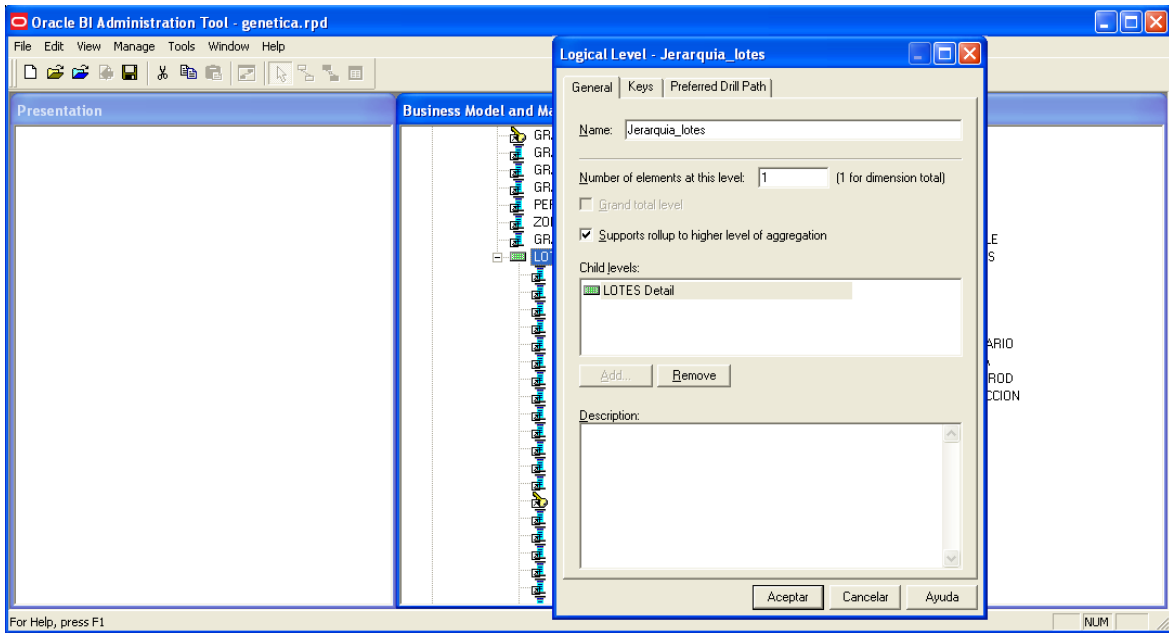 Oracle BI Administration Tool - genetica.rpd
File Edit View Manage Tools Window Help
Presentation
Business Model and Ma
GR
GR
GR
GR
PER
ZO
GR
LO
Logical Level - Jerarquia_lotes
General Keys Preferred Drill Path
Name: Jerarquia_lotes
Number of elements at this level: 1 (1 for dimension total)
Grand total level
Supports rollup to higher level of aggregation
Child levels:
LOTES Detail
Add... Remove
Description:
Aceptar Cancelar Ayuda
LE
S
ARIO
ROD
CCION
For Help, press F1
NUM